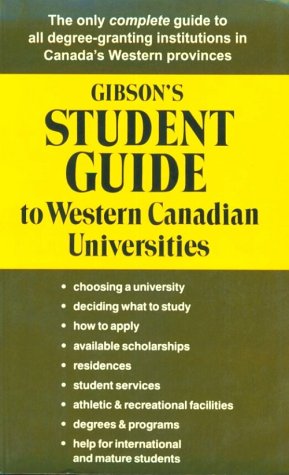 The only complete guide to
all degree-granting institutions in
Canada's Western provinces
GIBSON'S
STUDENT
GUIDE
to Western Canadian
Universities
• choosing a university
• deciding what to study
• how to apply
• available scholarships
• residences
• student services
• athletic & recreational facilities
• degrees & programs
• help for international
and mature students